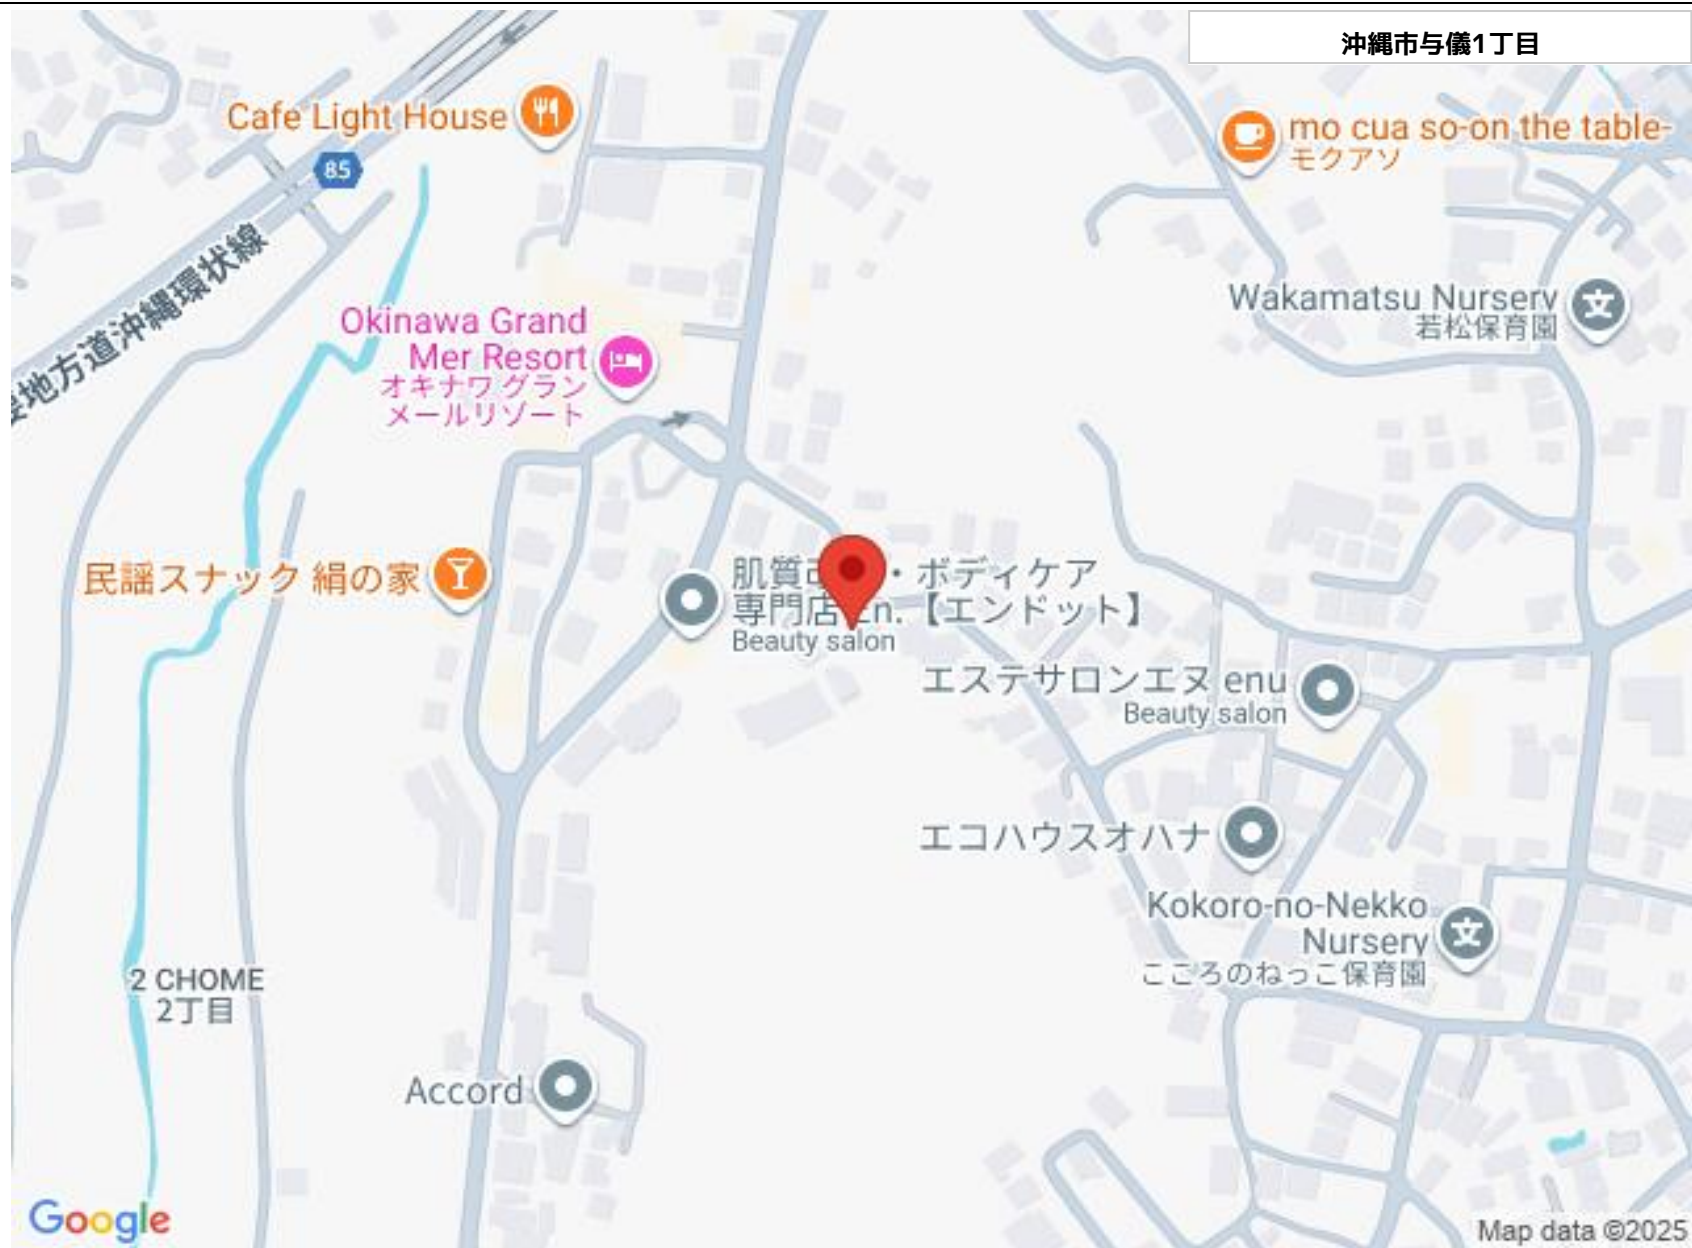 沖縄市与儀1丁目
Cafe Light House
85
mo cua so-on the table-
モクアソ
地方道沖縄環状線
Wakamatsu Nursery
若松保育園
Okinawa Grand
Mer Resort
オキナワ グラン
メールリゾート
民謡スナック 絹の家
肌質・ボディケア
専門店 n.【エンドット】
Beauty salon
エステサロンエヌ enu
Beauty salon
エコハウスオハナ
Kokoro-no-Nekko
Nursery
こころのねっこ保育園
2 CHOME
2丁目
Accord
Google
Map data ©2025